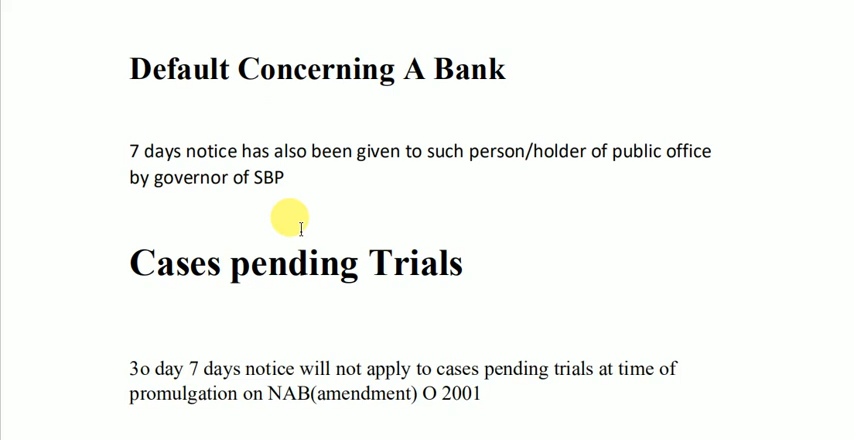 Default Concerning A Bank
7 days notice has also been given to such person/holder of public office
by governor of SBP
Cases pending Trials
3o day 7 days notice will not apply to cases pending trials at time of
promulgation on NAB(amendment) O 2001